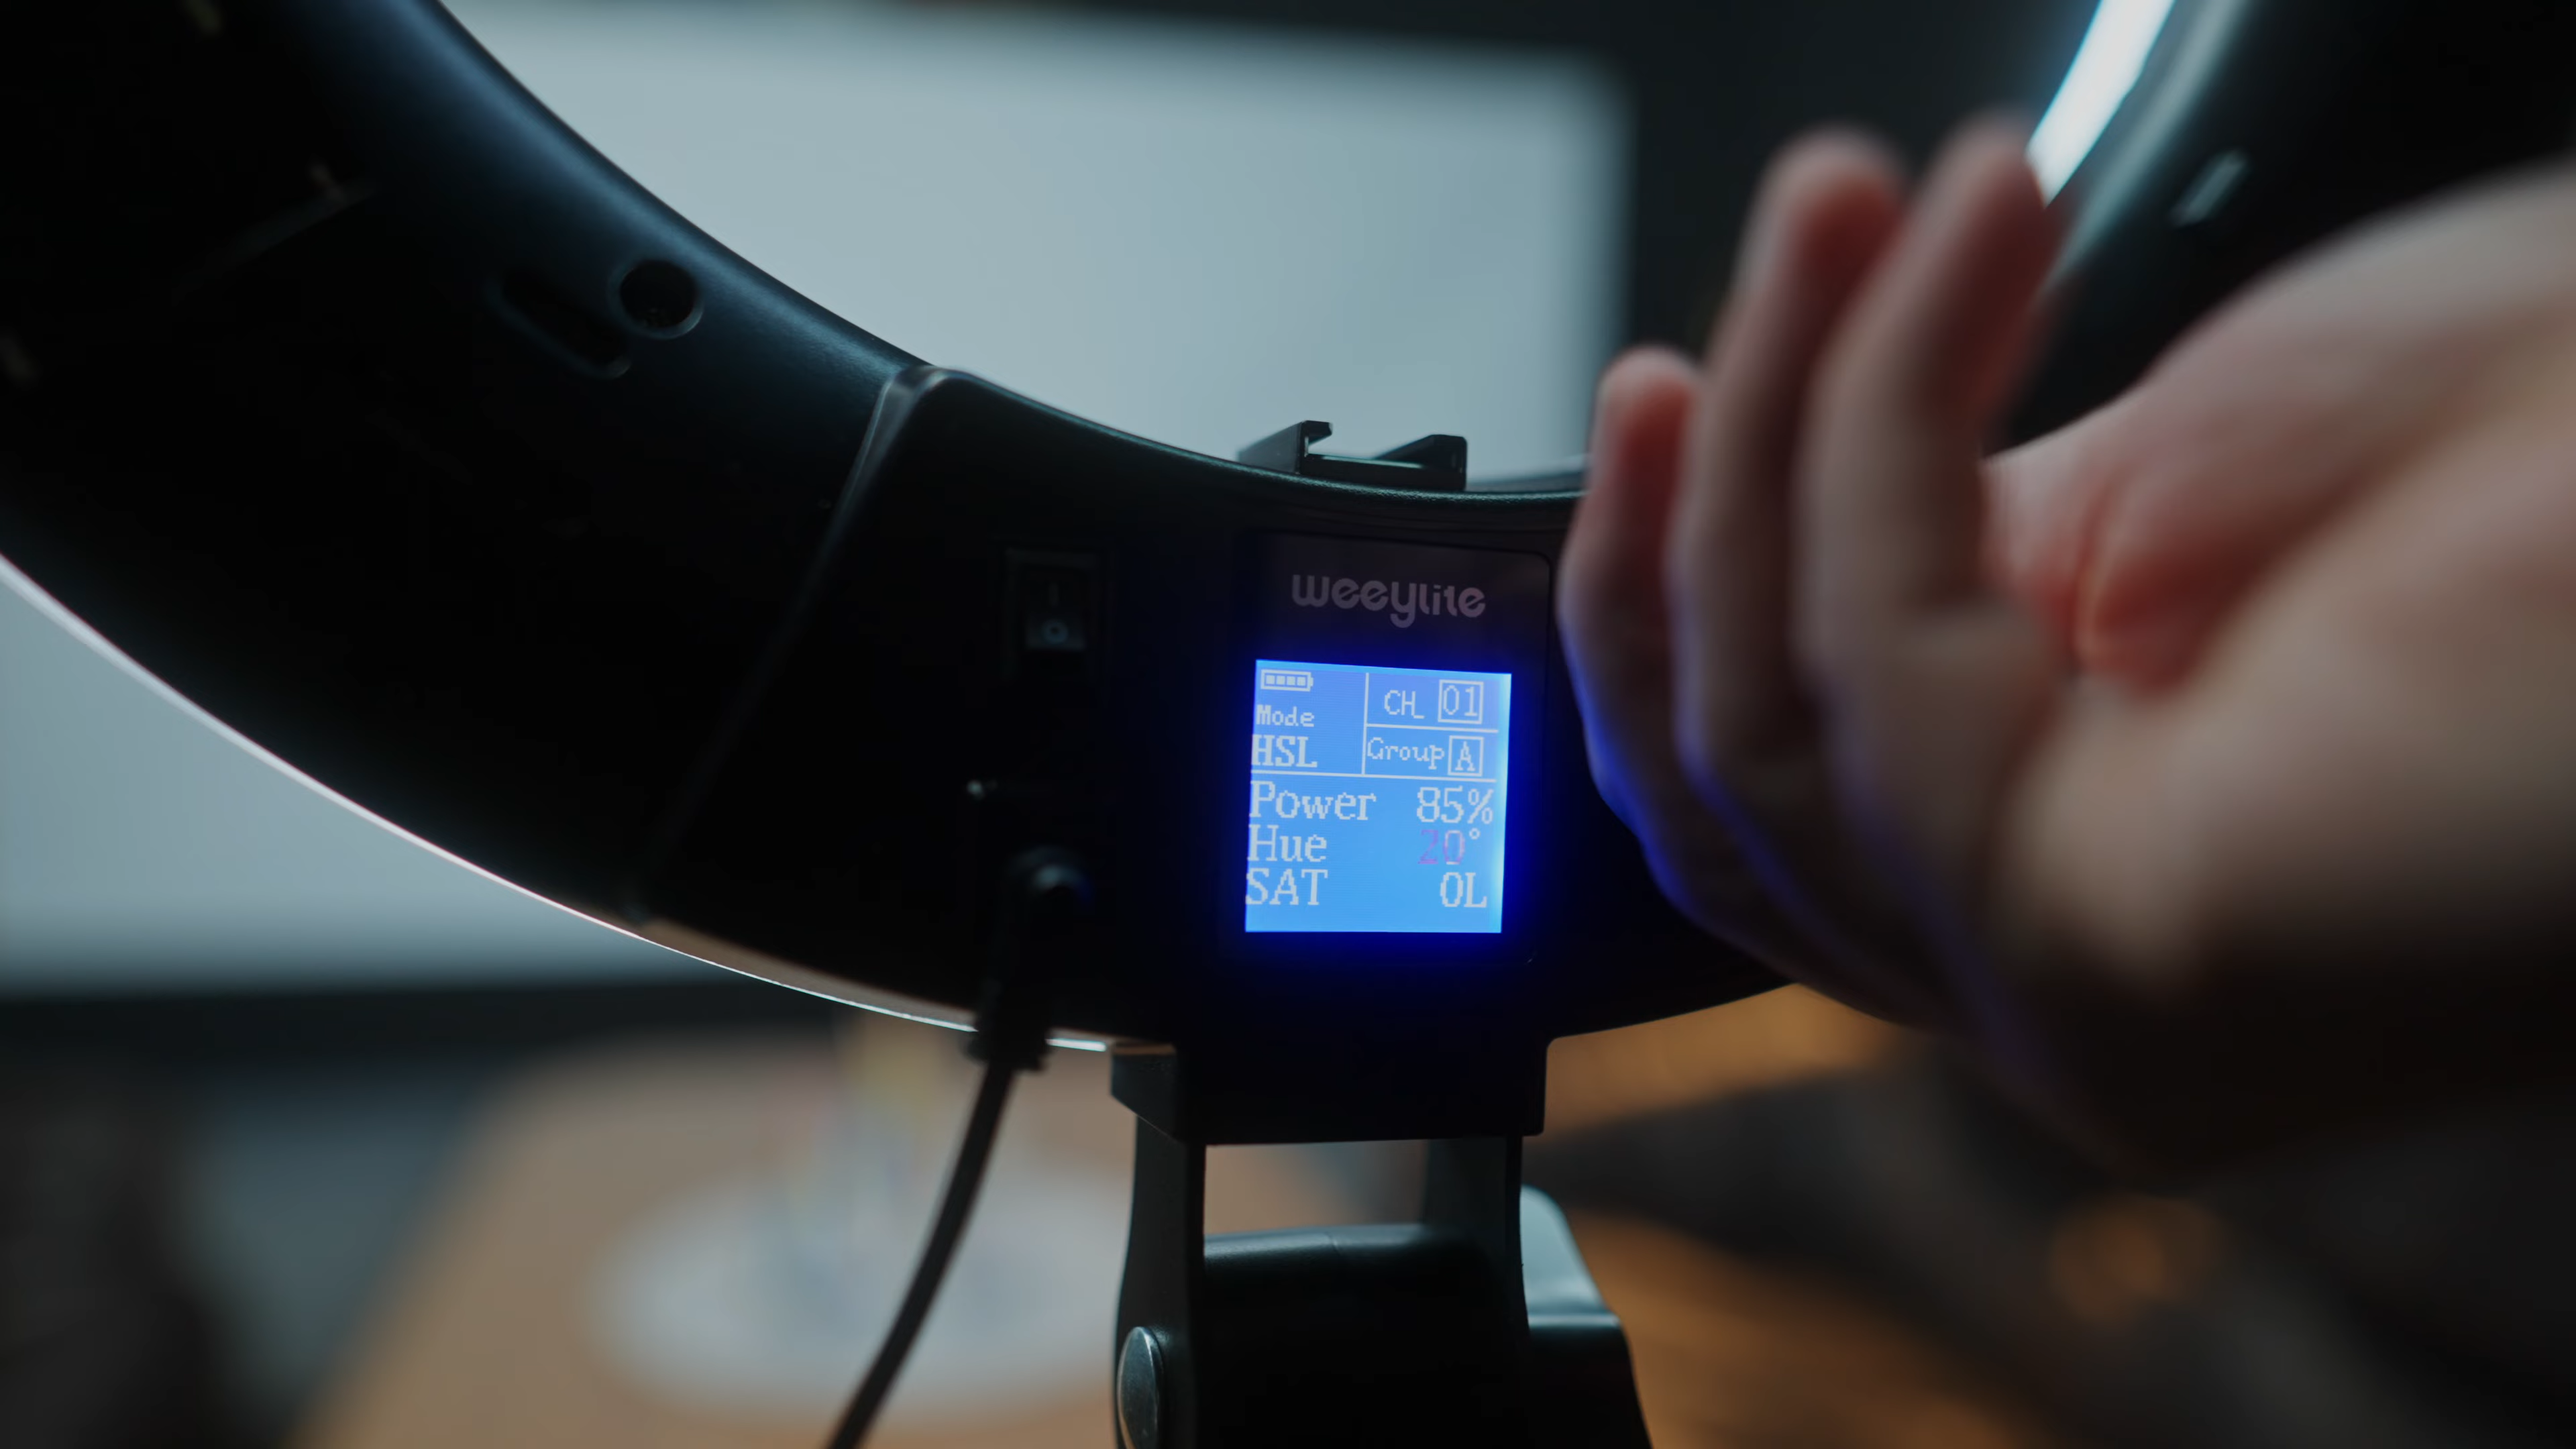 weeylite
CH 01
Mode
HSL
Group A
Power 85%
Hue 20°
SAT 0L